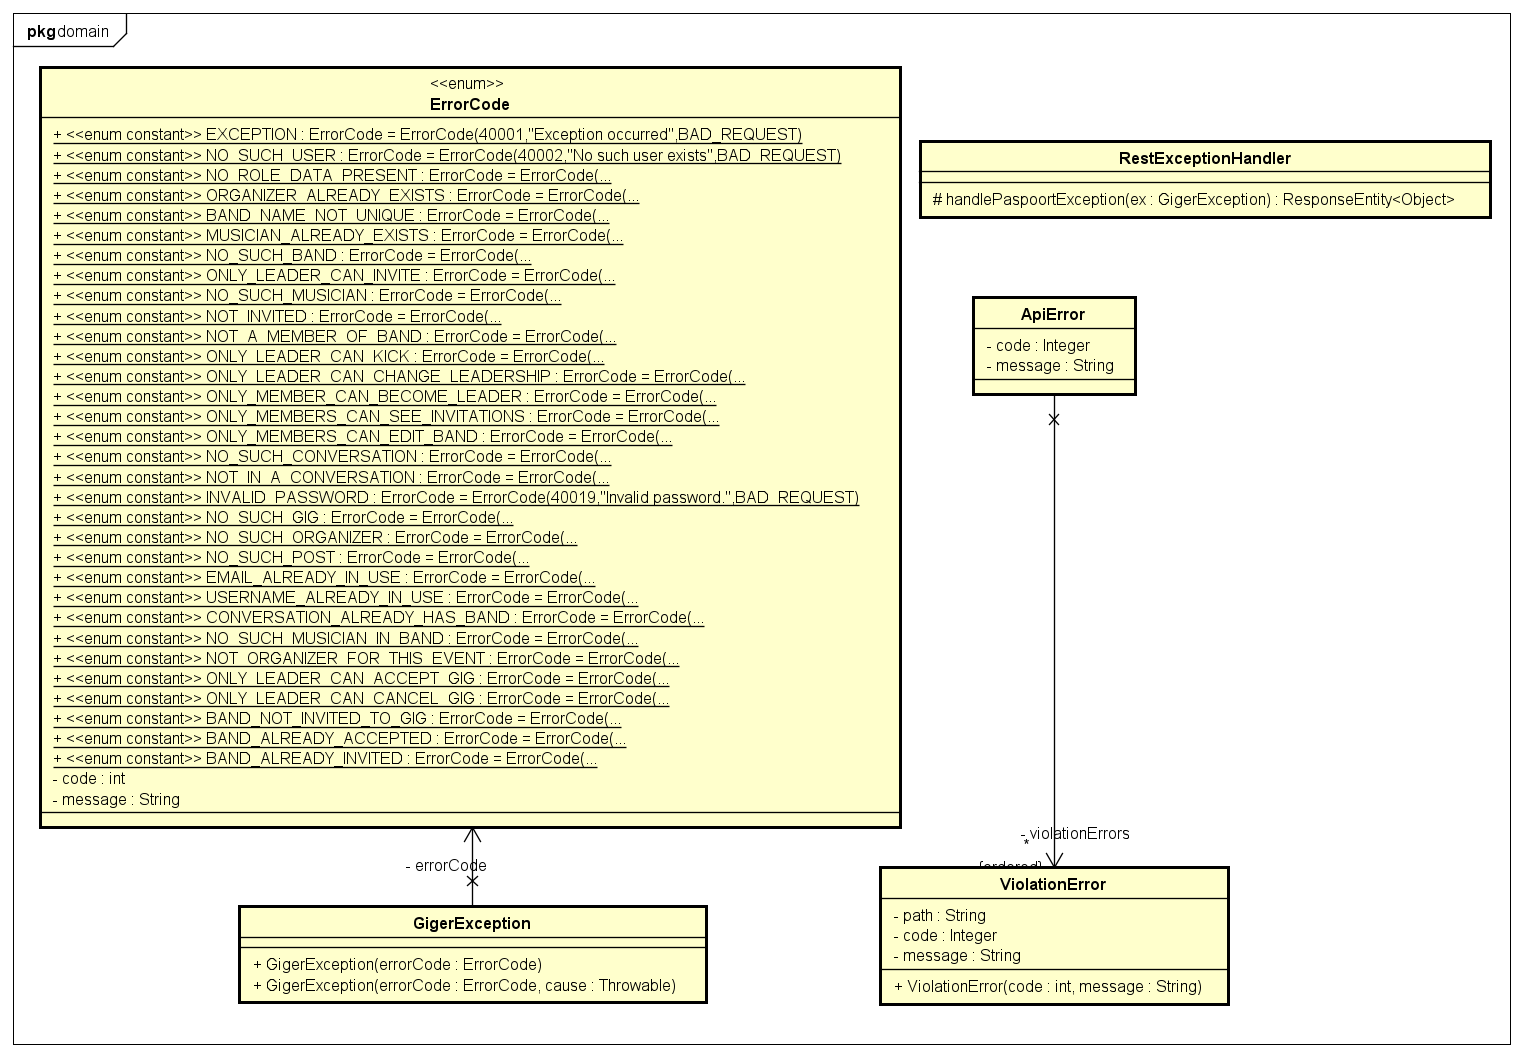 pkg domain
<<enum>>
ErrorCode
+ <<enum constant>> EXCEPTION : ErrorCode = ErrorCode(40001,"Exception occurred",BAD_REQUEST)
+ <<enum constant>> NO_SUCH_USER : ErrorCode = ErrorCode(40002,"No such user exists",BAD_REQUEST)
+ <<enum constant>> NO_ROLE_DATA_PRESENT : ErrorCode = ErrorCode(...
+ <<enum constant>> ORGANIZER_ALREADY_EXISTS : ErrorCode = ErrorCode(...
+ <<enum constant>> BAND_NAME_NOT_UNIQUE : ErrorCode = ErrorCode(...
+ <<enum constant>> MUSICIAN_ALREADY_EXISTS : ErrorCode = ErrorCode(...
+ <<enum constant>> NO_SUCH_BAND : ErrorCode = ErrorCode(...
+ <<enum constant>> ONLY_LEADER_CAN_INVITE : ErrorCode = ErrorCode(...
+ <<enum constant>> NO_SUCH_MUSICIAN : ErrorCode = ErrorCode(...
+ <<enum constant>> NOT_INVITED : ErrorCode = ErrorCode(...
+ <<enum constant>> NOT_A_MEMBER_OF_BAND : ErrorCode = ErrorCode(...
+ <<enum constant>> ONLY_LEADER_CAN_KICK : ErrorCode = ErrorCode(...
+ <<enum constant>> ONLY_LEADER_CAN_CHANGE_LEADERSHIP : ErrorCode = ErrorCode(...
+ <<enum constant>> ONLY_MEMBER_CAN_BECOME_LEADER : ErrorCode = ErrorCode(...
+ <<enum constant>> ONLY_MEMBERS_CAN_SEE_INVITATIONS : ErrorCode = ErrorCode(...
+ <<enum constant>> ONLY_MEMBERS_CAN_EDIT_BAND : ErrorCode = ErrorCode(...
+ <<enum constant>> NO_SUCH_CONVERSATION : ErrorCode = ErrorCode(...
+ <<enum constant>> NOT_IN_A_CONVERSATION : ErrorCode = ErrorCode(...
+ <<enum constant>> INVALID_PASSWORD : ErrorCode = ErrorCode(40019,"Invalid password.",BAD_REQUEST)
+ <<enum constant>> NO_SUCH_GIG : ErrorCode = ErrorCode(...
+ <<enum constant>> NO_SUCH_ORGANIZER : ErrorCode = ErrorCode(...
+ <<enum constant>> NO_SUCH_POST : ErrorCode = ErrorCode(...
+ <<enum constant>> EMAIL_ALREADY_IN_USE : ErrorCode = ErrorCode(...
+ <<enum constant>> USERNAME_ALREADY_IN_USE : ErrorCode = ErrorCode(...
+ <<enum constant>> CONVERSATION_ALREADY_HAS_BAND : ErrorCode = ErrorCode(...
+ <<enum constant>> NO_SUCH_MUSICIAN_IN_BAND : ErrorCode = ErrorCode(...
+ <<enum constant>> NOT_ORGANIZER_FOR_THIS_EVENT : ErrorCode = ErrorCode(...
+ <<enum constant>> ONLY_LEADER_CAN_ACCEPT_GIG : ErrorCode = ErrorCode(...
+ <<enum constant>> ONLY_LEADER_CAN_CANCEL_GIG : ErrorCode = ErrorCode(...
+ <<enum constant>> BAND_NOT_INVITED_TO_GIG : ErrorCode = ErrorCode(...
+ <<enum constant>> BAND_ALREADY_ACCEPTED : ErrorCode = ErrorCode(...
+ <<enum constant>> BAND_ALREADY_INVITED : ErrorCode = ErrorCode(...
- code : int
- message : String
RestExceptionHandler
# handlePaspoortException(ex : GigerException) : ResponseEntity<Object>
ApiError
- code : Integer
- message : String
- violationErrors
*
{ordered}
- errorCode
GigerException
+ GigerException(errorCode : ErrorCode)
+ GigerException(errorCode : ErrorCode, cause : Throwable)
ViolationError
- path : String
- code : Integer
- message : String
+ ViolationError(code : int, message : String)